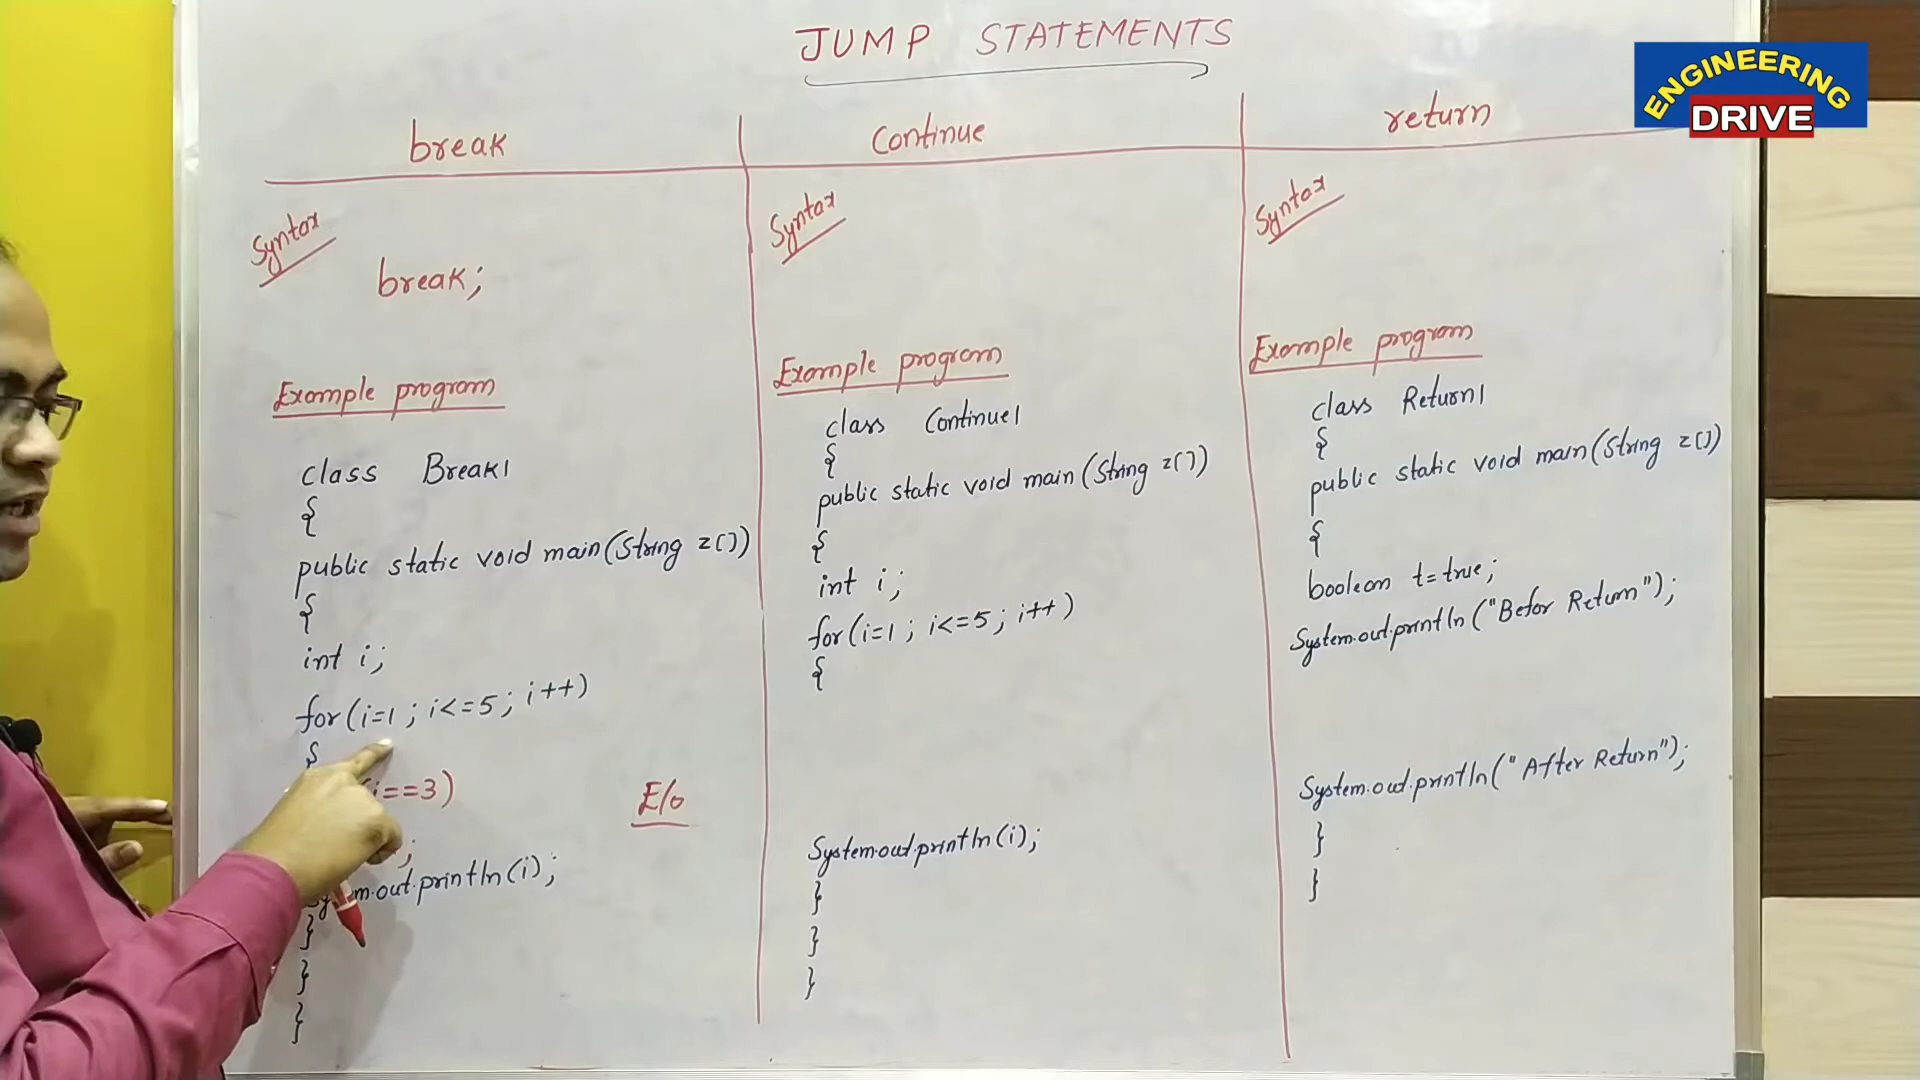 JUMP STATEMENTS
ENGINEERING
DRIVE
break
Syntax
break;
Example program
class Break1
{
public static void main(String z[])
{
int i;
for(i=1; i<=5; i++)
{
i==3)
;
m.out.println(i);
}
}
}
E/o
Continue
Syntax
Example program
class Continue1
{
public static void main(String z[])
{
int i;
for(i=1; i<=5; i++)
{
System.out.println(i);
}
}
}
return
Syntax
Example program
class Return1
{
public static void main(String z[])
{
boolean t=true;
System.out.println("Befor Return");
System.out.println("After Return");
}
}